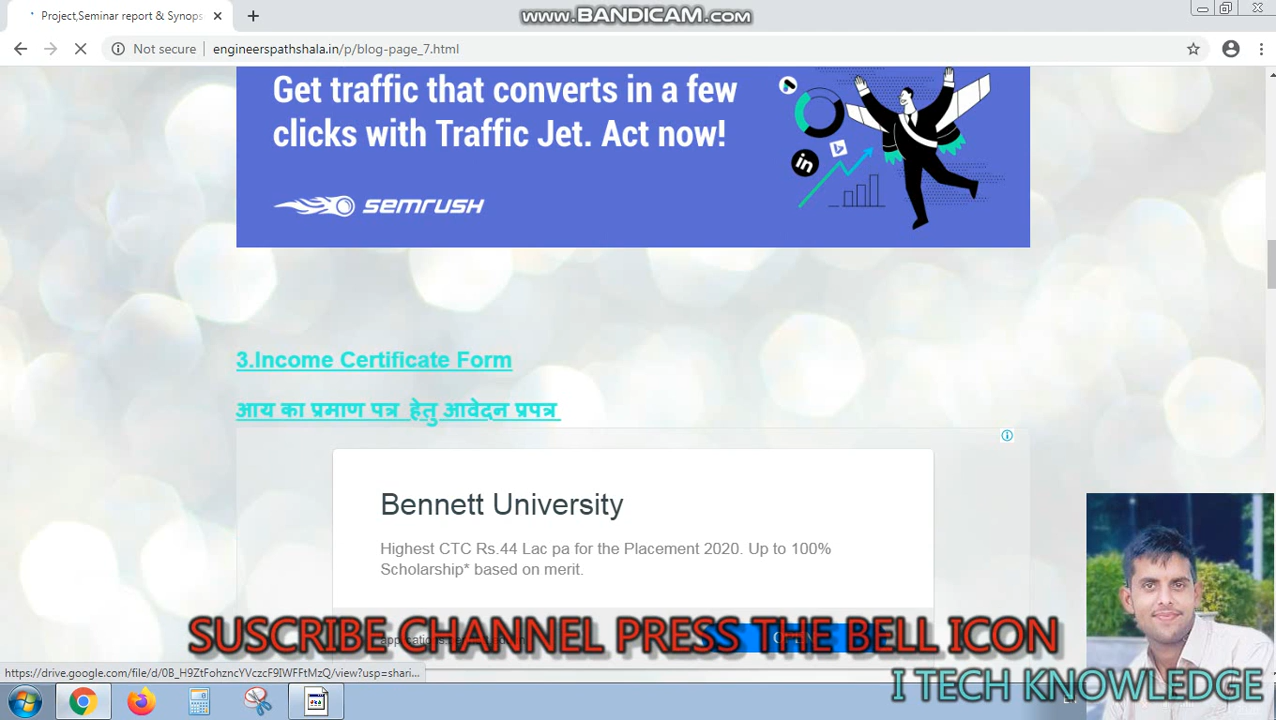 Project,Seminar report & Synops
www.BANDICAM.com
Not secure
engineerspathshala.in/p/blog-page_7.html
Get traffic that converts in a few
clicks with Traffic Jet. Act now!
in
SEMRUSH
3.Income Certificate Form
आय का प्रमाण पत्र हेतु आवेदन प्रपत्र
Bennett University
Highest CTC Rs.44 Lac pa for the Placement 2020. Up to 100%
Scholarship* based on merit.
OPEN
SUSCRIBE CHANNEL PRESS THE BELL ICON
https://drive.google.com/file/d/0B_H9ZtFohzncYVczcF9IWFFtMzQ/view?usp=shari...
I TECH KNOWLEDGE